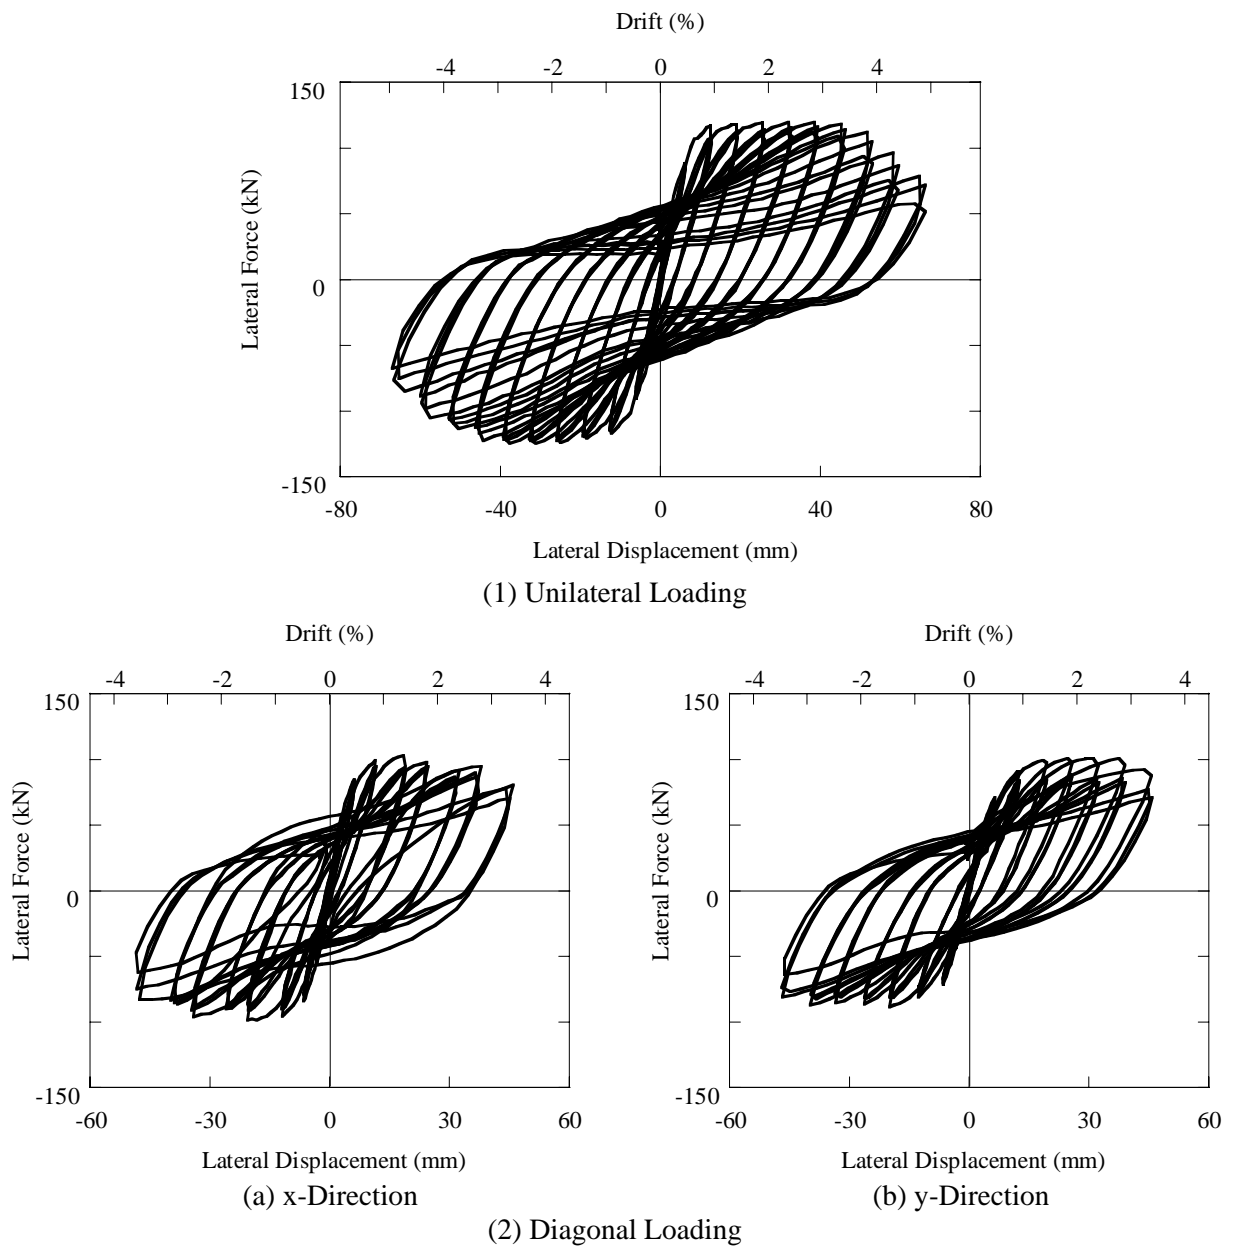 Drift (%)
-4 -2 0 2 4
150
Lateral Force (kN)
0
-150
-80 -40 0 40 80
Lateral Displacement (mm)
(1) Unilateral Loading
Drift (%) Drift (%)
-4 -2 0 2 4 -4 -2 0 2 4
150 150
Lateral Force (kN) Lateral Force (kN)
0 0
-150 -150
-60 -30 0 30 60 -60 -30 0 30 60
Lateral Displacement (mm) Lateral Displacement (mm)
(a) x-Direction (b) y-Direction
(2) Diagonal Loading